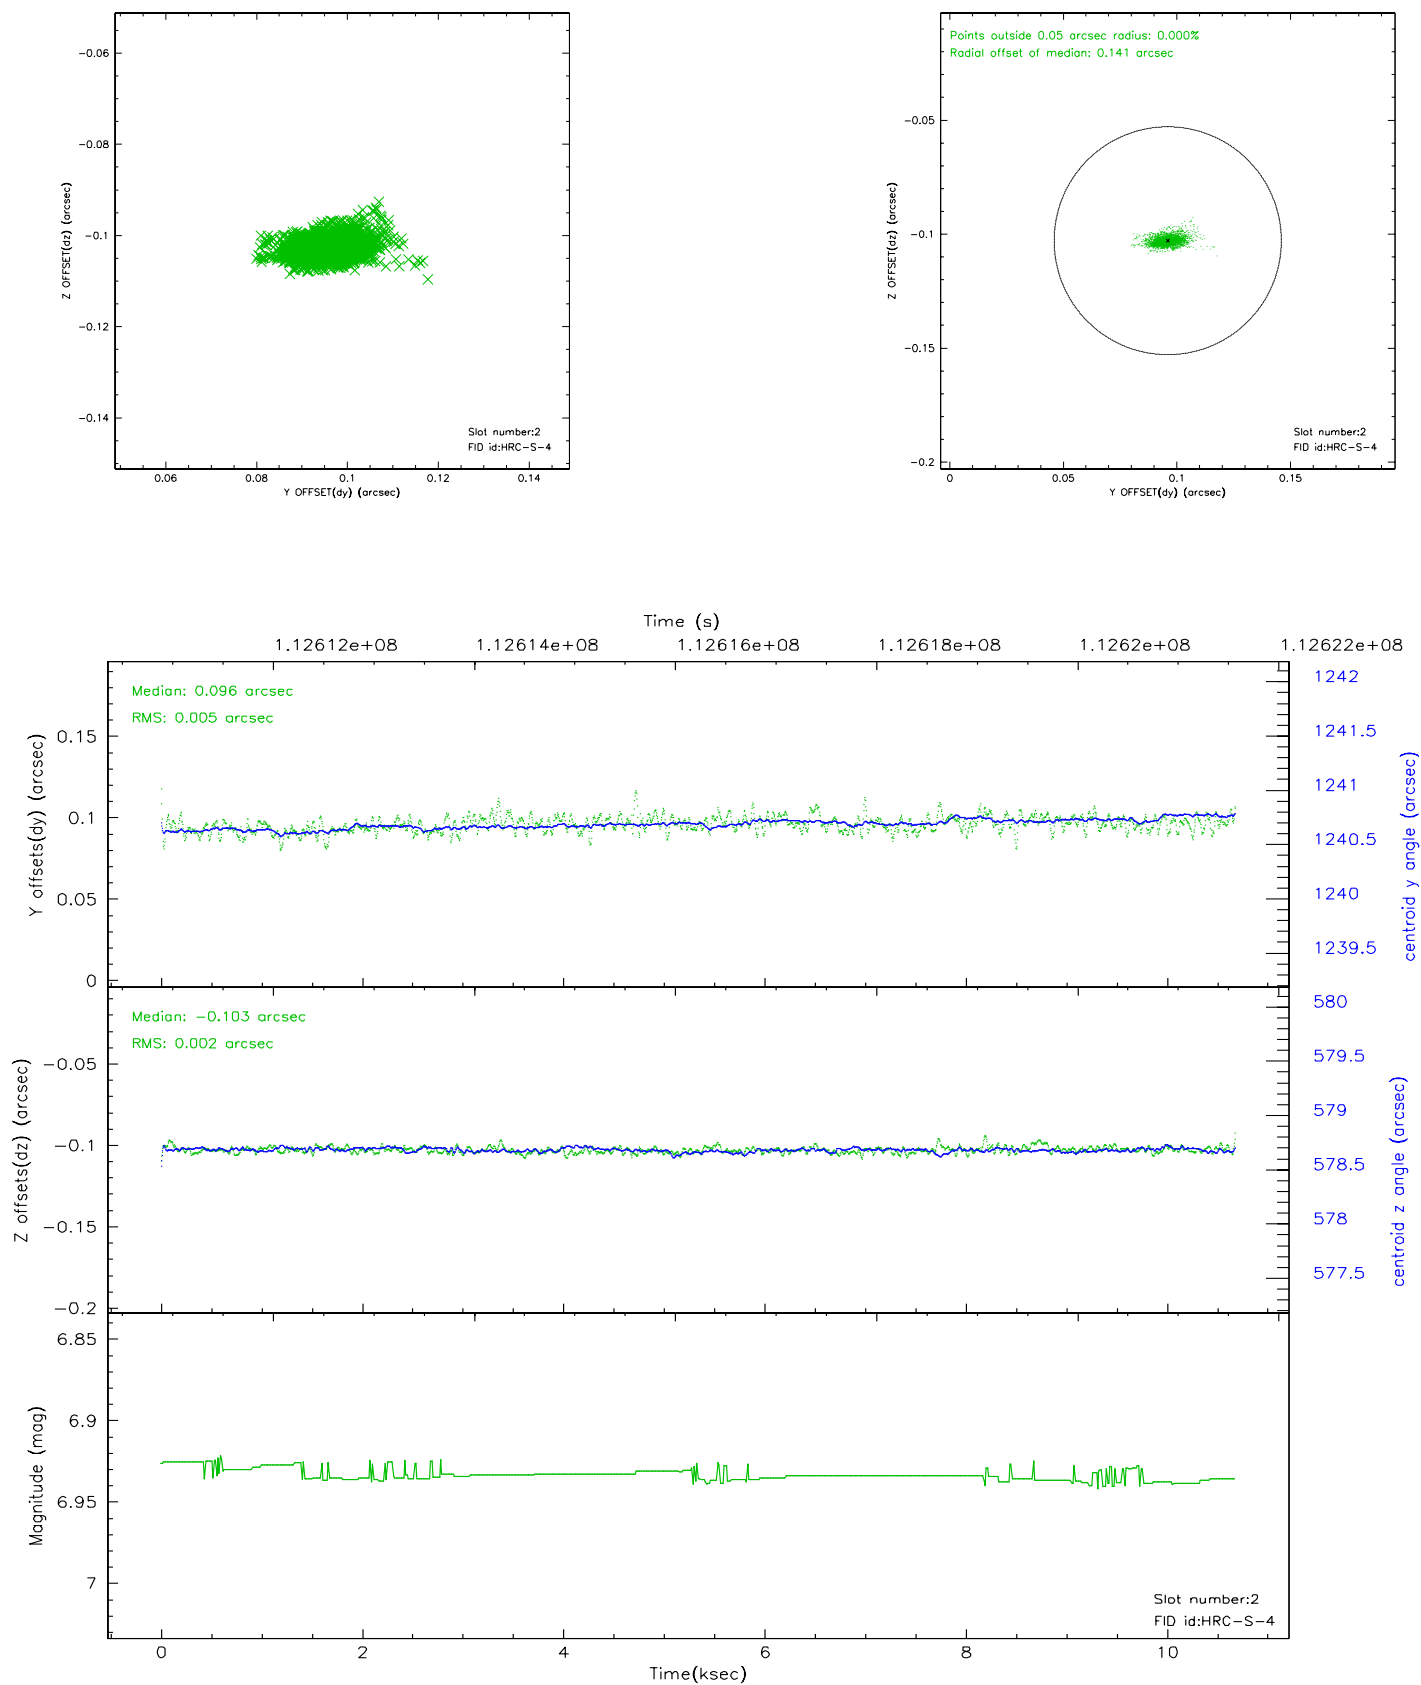 -0.06
-0.08
-0.1
-0.12
-0.14
Z OFFSET(dz) (arcsec)
Slot number:2
FID id:HRC-S-4
0.06 0.08 0.1 0.12 0.14
Y OFFSET(dy) (arcsec)
Points outside 0.05 arcsec radius: 0.000%
Radial offset of median: 0.141 arcsec
-0.05
-0.1
-0.15
-0.2
Z OFFSET(dz) (arcsec)
Slot number:2
FID id:HRC-S-4
0 0.05 0.1 0.15
Y OFFSET(dy) (arcsec)
Time (s)
1.12612e+08 1.12614e+08 1.12616e+08 1.12618e+08 1.1262e+08 1.12622e+08
Median: 0.096 arcsec
RMS: 0.005 arcsec
0.15
0.1
0.05
0
Y offsets(dy) (arcsec)
1242
1241.5
1241
1240.5
1240
1239.5
centroid y angle (arcsec)
Median: -0.103 arcsec
RMS: 0.002 arcsec
-0.05
-0.1
-0.15
-0.2
Z offsets(dz) (arcsec)
580
579.5
579
578.5
578
577.5
centroid z angle (arcsec)
6.85
6.9
6.95
7
Magnitude (mag)
Slot number:2
FID id:HRC-S-4
0 2 4 6 8 10
Time(ksec)